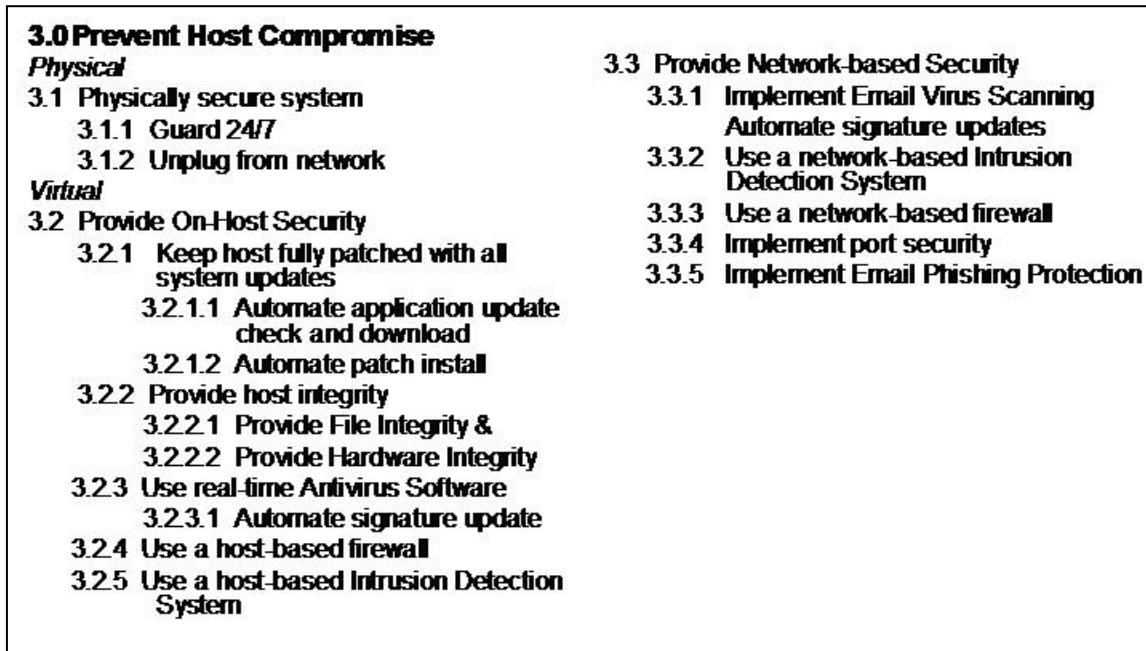 3.0 Prevent Host Compromise
Physical
3.1 Physically secure system
3.1.1 Guard 24/7
3.1.2 Unplug from network
Virtual
3.2 Provide On-Host Security
3.2.1 Keep host fully patched with all
system updates
3.2.1.1 Automate application update
check and download
3.2.1.2 Automate patch install
3.2.2 Provide host integrity
3.2.2.1 Provide File Integrity &
3.2.2.2 Provide Hardware Integrity
3.2.3 Use real-time Antivirus Software
3.2.3.1 Automate signature update
3.2.4 Use a host-based firewall
3.2.5 Use a host-based Intrusion Detection
System
3.3 Provide Network-based Security
3.3.1 Implement Email Virus Scanning
Automate signature updates
3.3.2 Use a network-based Intrusion
Detection System
3.3.3 Use a network-based firewall
3.3.4 Implement port security
3.3.5 Implement Email Phishing Protection